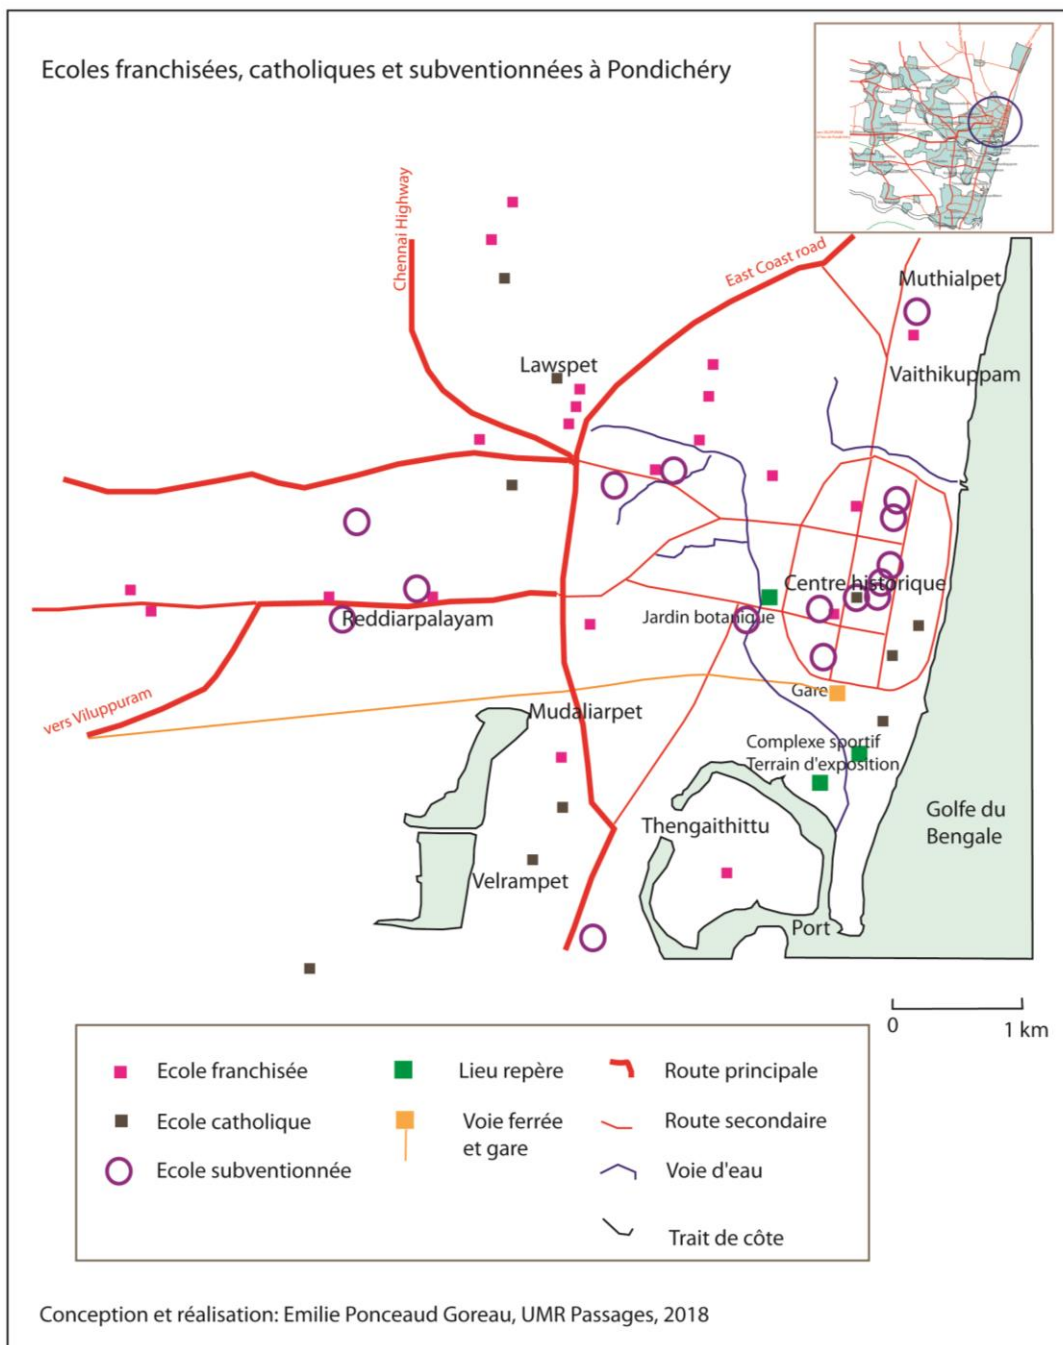 Ecoles franchisées, catholiques et subventionnées à Pondichéry
Chennai Highway
East Coast road
Muthialpet
Lawspet
Vaithikuppam
Centre historique
Jardin botanique
Reddiarpalayam
vers Viluppuram
Gare
Mudaliarpet
Complexe sportif
Terrain d'exposition
Golfe du
Bengale
Thengaithittu
Velrampet
Port
0
1 km
Ecole franchisée
Lieu repère
Route principale
Ecole catholique
Voie ferrée
et gare
Route secondaire
Ecole subventionnée
Voie d'eau
Trait de côte
Conception et réalisation: Emilie Ponceaud Goreau, UMR Passages, 2018